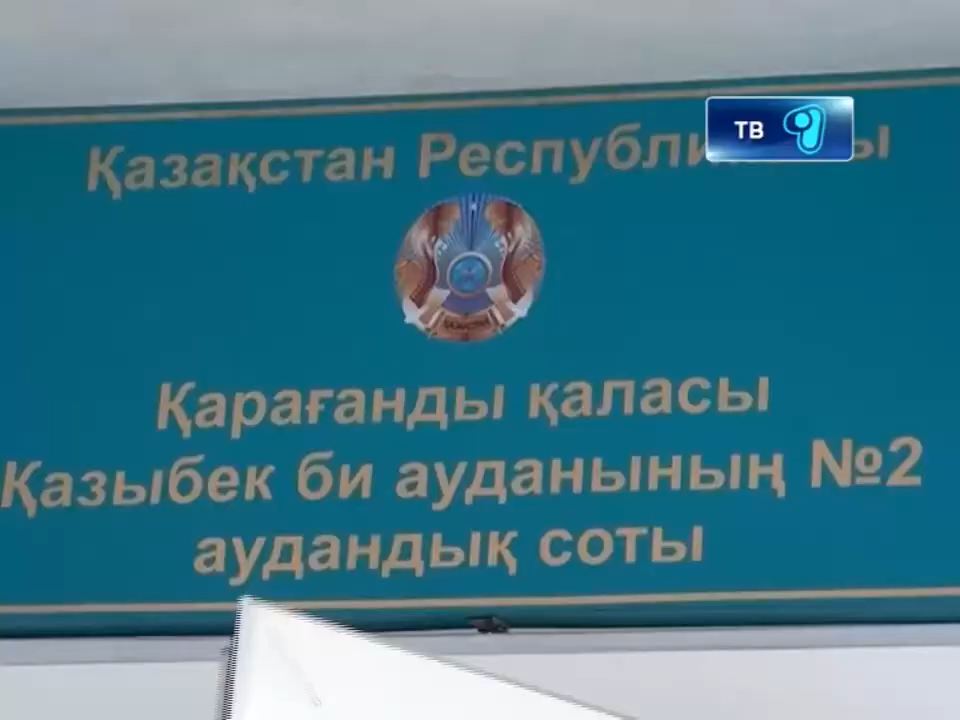 Қазақстан
ТВ
Қарағанды қаласы
Қазыбек би ауданының №2
аудандық соты